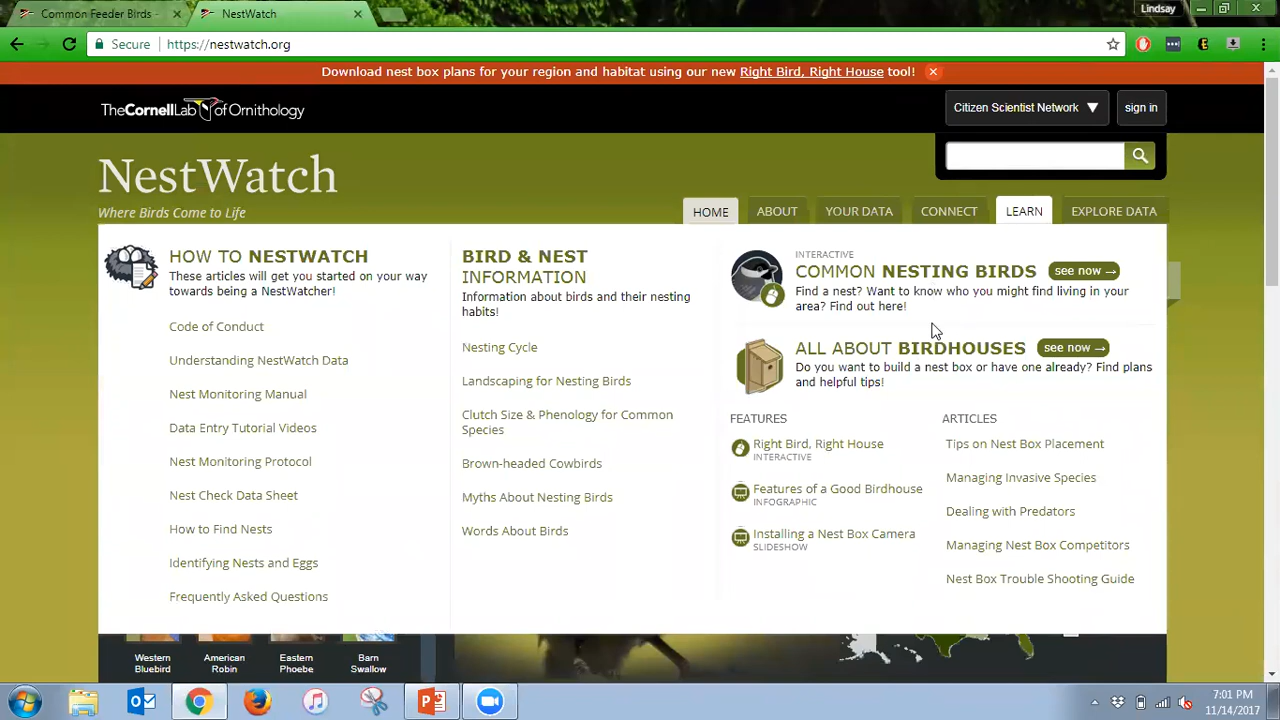 Common Feeder Birds -
NestWatch
Lindsay
Secure
https://nestwatch.org
Download nest box plans for your region and habitat using our new Right Bird, Right House tool!
TheCornellLab of Ornithology
Citizen Scientist Network ▼
sign in
NestWatch
Where Birds Come to Life
HOME
ABOUT
YOUR DATA
CONNECT
LEARN
EXPLORE DATA
HOW TO NESTWATCH
These articles will get you started on your way
towards being a NestWatcher!
Code of Conduct
Understanding NestWatch Data
Nest Monitoring Manual
Data Entry Tutorial Videos
Nest Monitoring Protocol
Nest Check Data Sheet
How to Find Nests
Identifying Nests and Eggs
Frequently Asked Questions
BIRD & NEST
INFORMATION
Information about birds and their nesting
habits!
Nesting Cycle
Landscaping for Nesting Birds
Clutch Size & Phenology for Common
Species
Brown-headed Cowbirds
Myths About Nesting Birds
Words About Birds
INTERACTIVE
COMMON NESTING BIRDS
see now →
Find a nest? Want to know who you might find living in your
area? Find out here!
ALL ABOUT BIRDHOUSES
see now →
Do you want to build a nest box or have one already? Find plans
and helpful tips!
FEATURES
Right Bird, Right House
INTERACTIVE
Features of a Good Birdhouse
INFOGRAPHIC
Installing a Nest Box Camera
SLIDESHOW
ARTICLES
Tips on Nest Box Placement
Managing Invasive Species
Dealing with Predators
Managing Nest Box Competitors
Nest Box Trouble Shooting Guide
Western
Bluebird
American
Robin
Eastern
Phoebe
Barn
Swallow
7:01 PM
11/14/2017